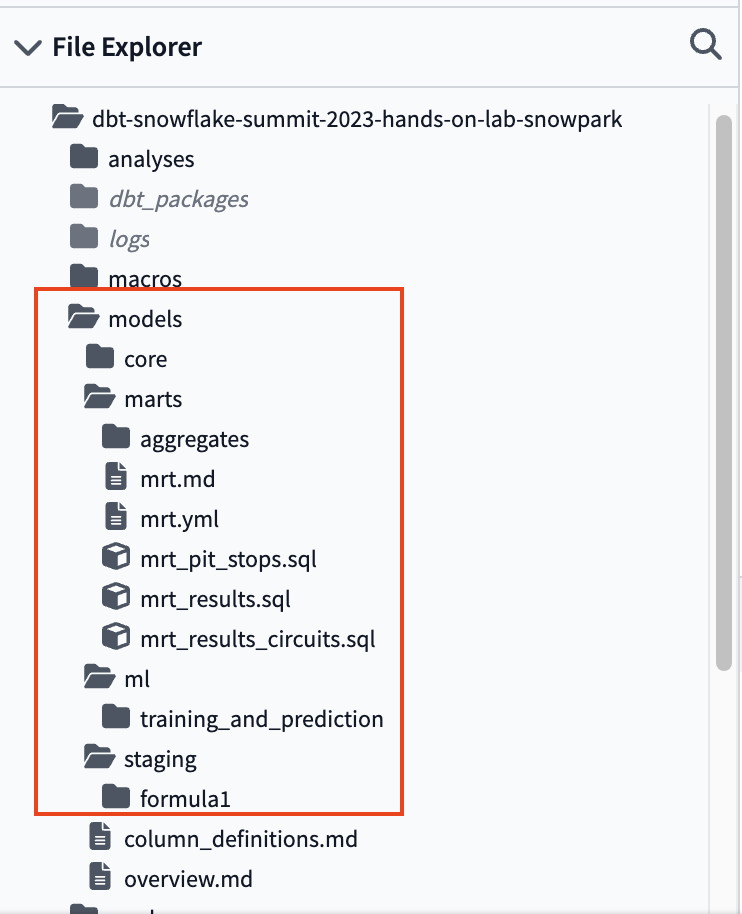 File Explorer
dbt-snowflake-summit-2023-hands-on-lab-snowpark
analyses
dbt_packages
logs
macros
models
core
marts
aggregates
mrt.md
mrt.yml
mrt_pit_stops.sql
mrt_results.sql
mrt_results_circuits.sql
ml
training_and_prediction
staging
formula1
column_definitions.md
overview.md